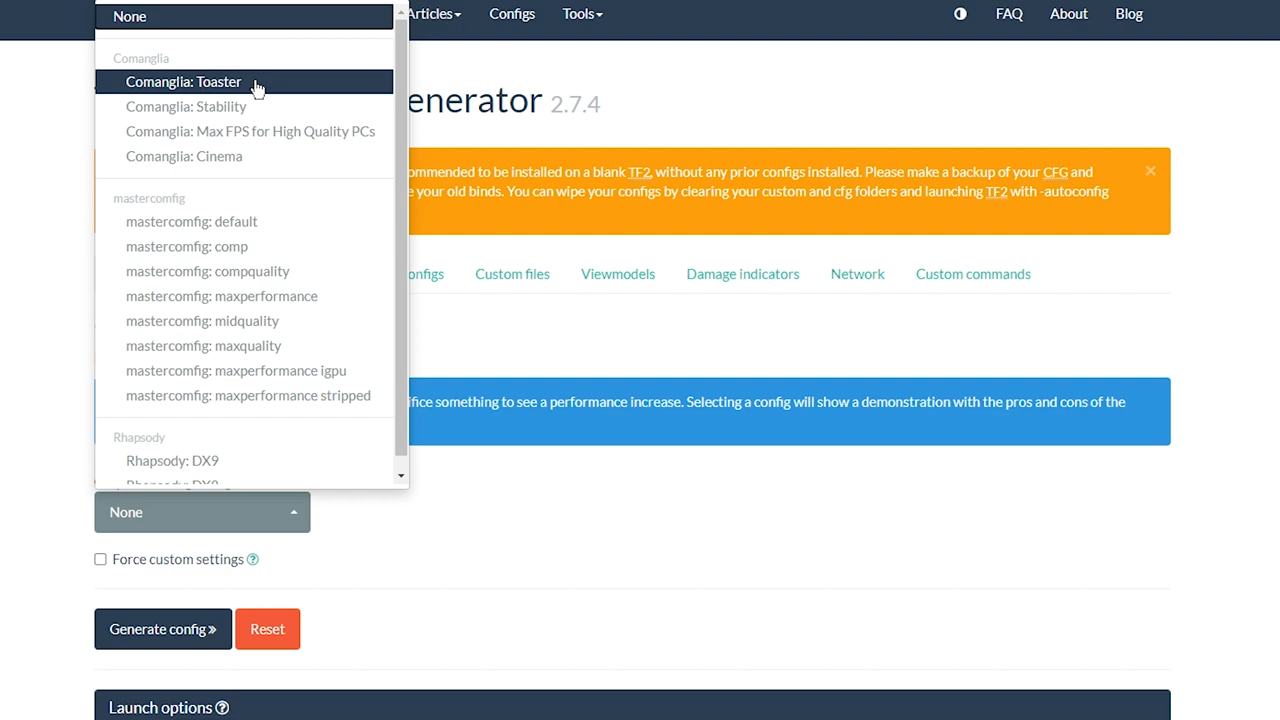 None
Articles
Configs
Tools
FAQ
About
Blog
Comanglia
Comanglia: Toaster
Comanglia: Stability
Comanglia: Max FPS for High Quality PCs
Comanglia: Cinema
mastercomfig
mastercomfig: default
mastercomfig: comp
mastercomfig: compquality
mastercomfig: maxperformance
mastercomfig: midquality
mastercomfig: maxquality
mastercomfig: maxperformance igpu
mastercomfig: maxperformance stripped
Rhapsody
Rhapsody: DX9
enerator 2.7.4
ommended to be installed on a blank TF2, without any prior configs installed. Please make a backup of your CFG and
e your old binds. You can wipe your configs by clearing your custom and cfg folders and launching TF2 with -autoconfig
×
onfigs
Custom files
Viewmodels
Damage indicators
Network
Custom commands
ifice something to see a performance increase. Selecting a config will show a demonstration with the pros and cons of the
None
Force custom settings ?
Generate config »
Reset
Launch options ?